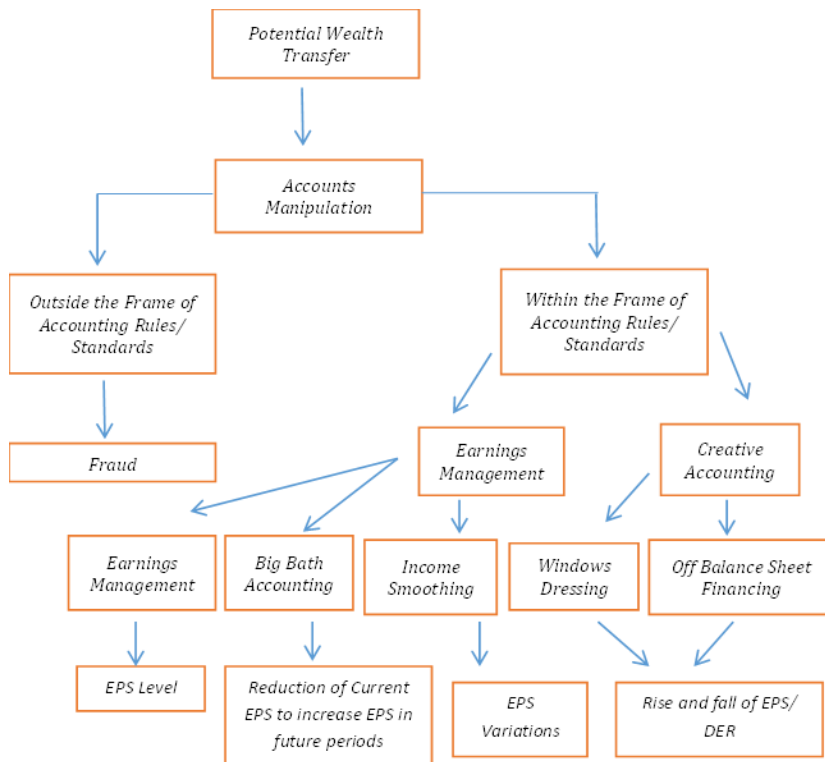 Potential Wealth
Transfer
Accounts
Manipulation
Outside the Frame of
Accounting Rules/
Standards
Within the Frame of
Accounting Rules/
Standards
Fraud
Earnings
Management
Creative
Accounting
Earnings
Management
Big Bath
Accounting
Income
Smoothing
Windows
Dressing
Off Balance Sheet
Financing
EPS Level
Reduction of Current
EPS to increase EPS in
future periods
EPS
Variations
Rise and fall of EPS/
DER